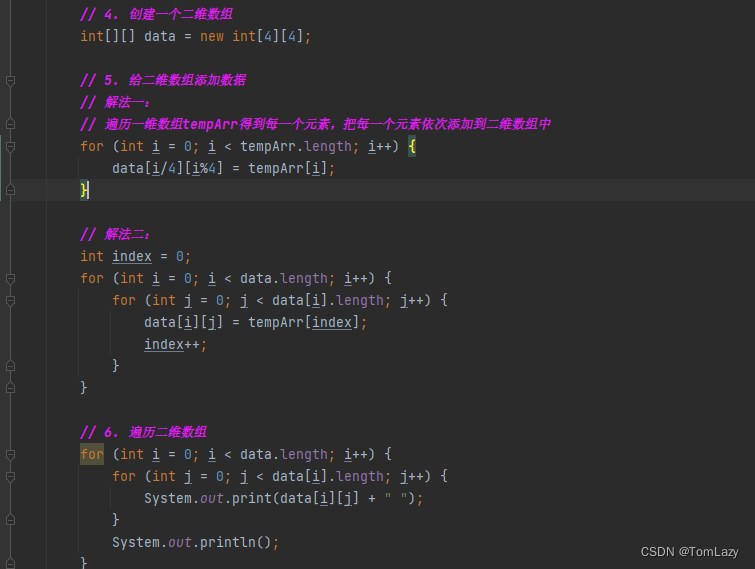 // 4. 创建一个二维数组
int[][] data = new int[4][4];
// 5. 给二维数组添加数据
// 解法一：
// 遍历一维数组tempArr得到每一个元素，把每一个元素依次添加到二维数组中
for (int i = 0; i < tempArr.length; i++) {
data[i/4][i%4] = tempArr[i];
}
// 解法二：
int index = 0;
for (int i = 0; i < data.length; i++) {
for (int j = 0; j < data[i].length; j++) {
data[i][j] = tempArr[index];
index++;
}
}
// 6. 遍历二维数组
for (int i = 0; i < data.length; i++) {
for (int j = 0; j < data[i].length; j++) {
System.out.print(data[i][j] + " ");
}
System.out.println();
}
CSDN @TomLazy